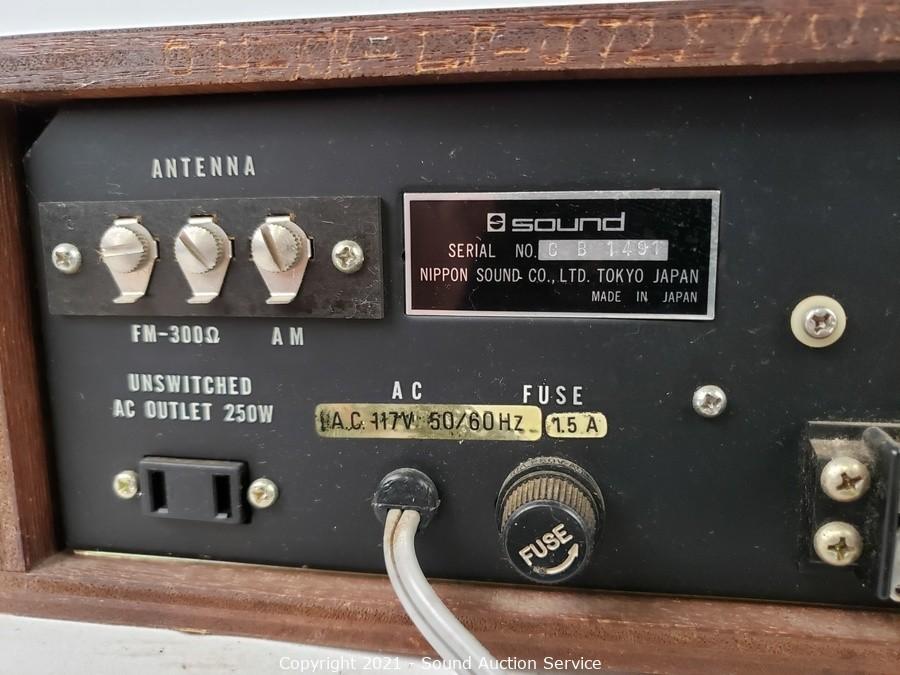 ANTENNA
FM-300Ω AM
sound
SERIAL NO. C B 1491
NIPPON SOUND CO., LTD. TOKYO JAPAN
MADE IN JAPAN
UNSWITCHED
AC OUTLET 250W
AC FUSE
A.C. 117V 50/60Hz 1.5 A
FUSE
Copyright 2021 - Sound Auction Service